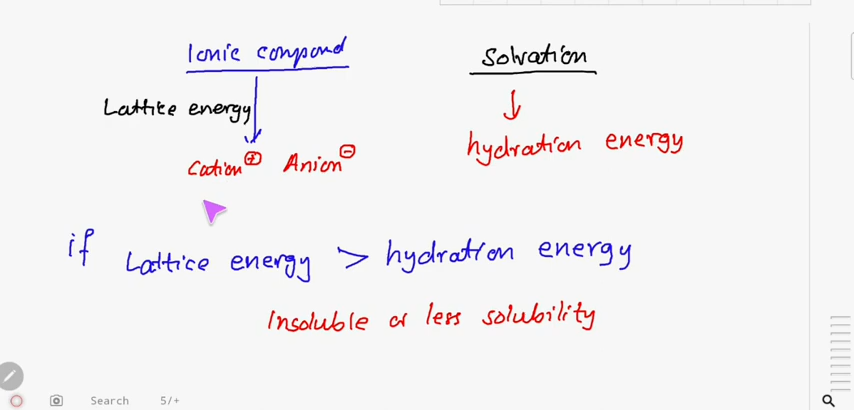 Ionic compond
Solvation
Lattice energy
hydration energy
Cation⊕ Anion⊖
if Lattice energy > hydration energy
Insoluble or less solubility
Search 5/+